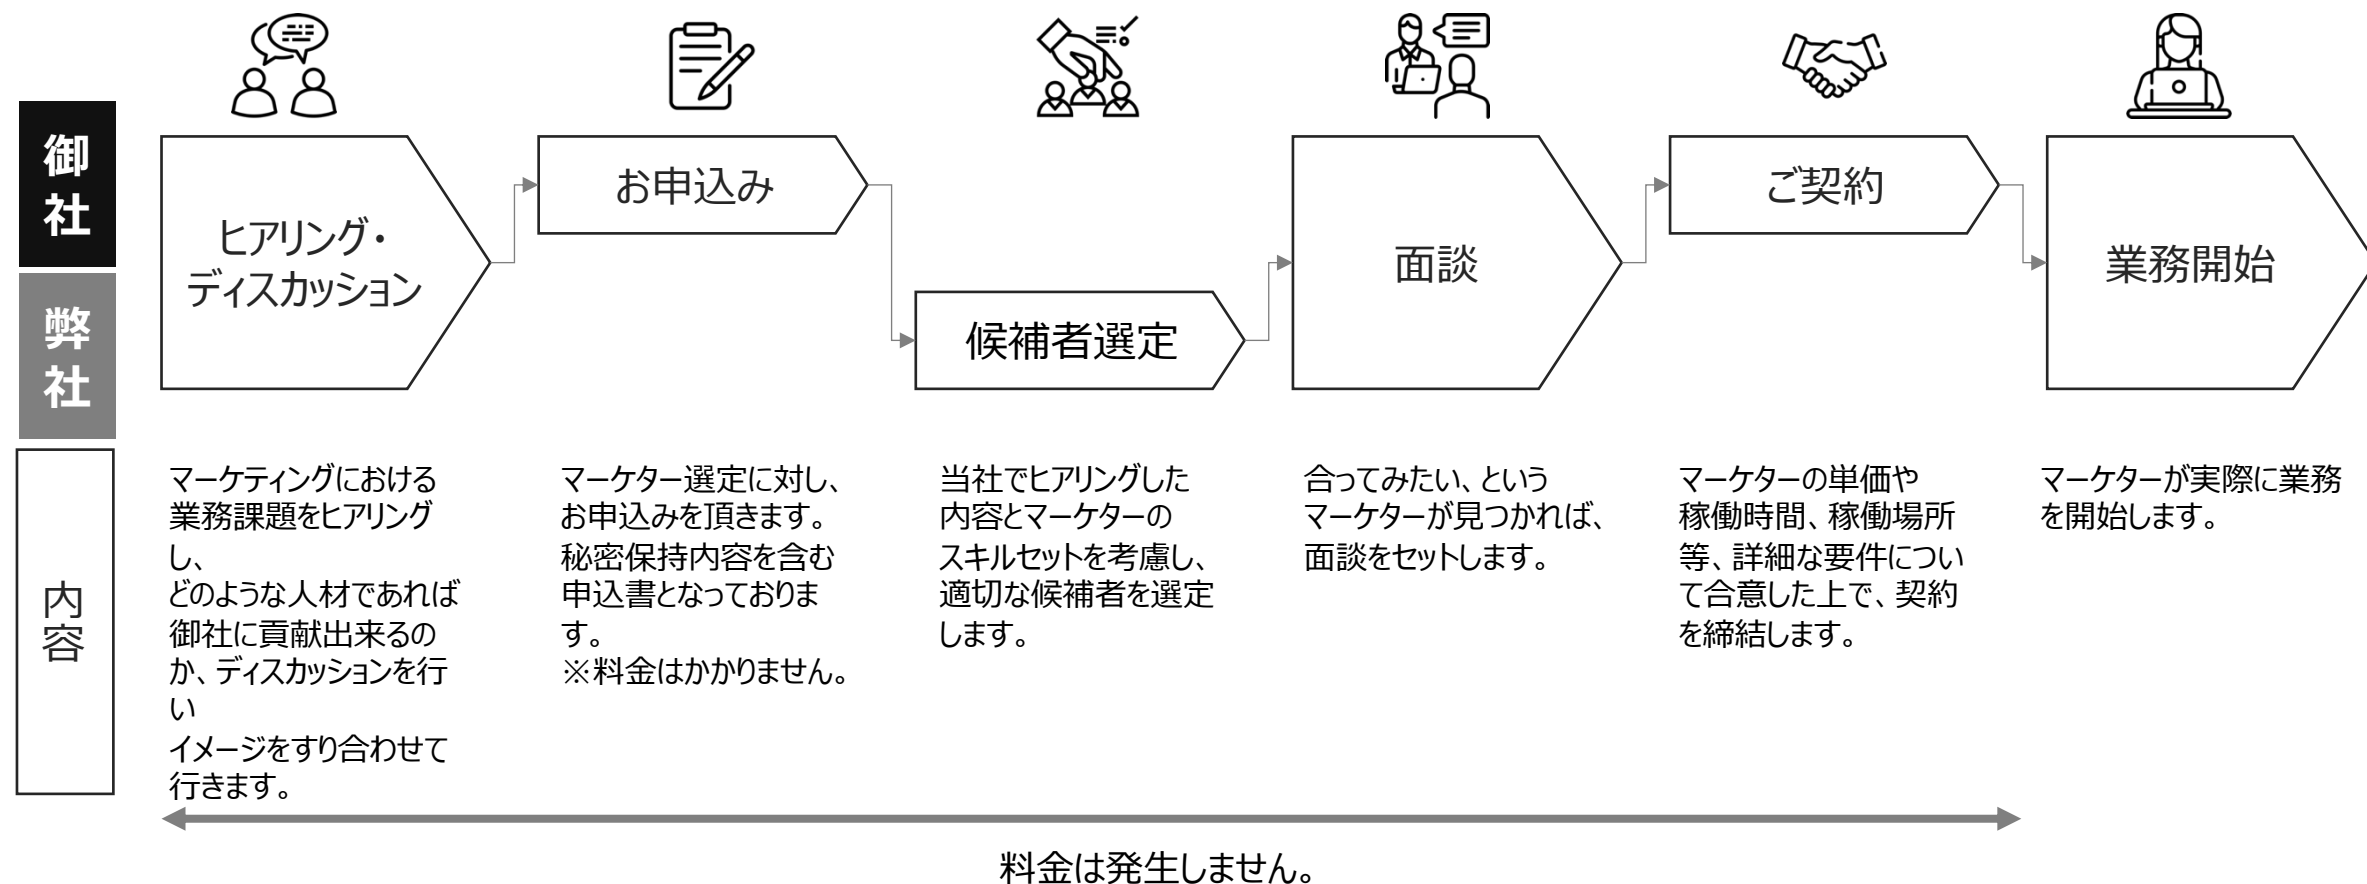 御
社
弊
社
内
容
ヒアリング・
ディスカッション
お申込み
候補者選定
面談
ご契約
業務開始
マーケティングにおける
業務課題をヒアリング
し、
どのような人材であれば
御社に貢献出来るの
か、ディスカッションを行
い
イメージをすり合わせて
行きます。
マーケター選定に対し、
お申込みを頂きます。
秘密保持内容を含む
申込書となっておりま
す。
※料金はかかりません。
当社でヒアリングした
内容とマーケターの
スキルセットを考慮し、
適切な候補者を選定
します。
合ってみたい、という
マーケターが見つかれば、
面談をセットします。
マーケターの単価や
稼働時間、稼働場所
等、詳細な要件につい
て合意した上で、契約
を締結します。
マーケターが実際に業務
を開始します。
料金は発生しません。